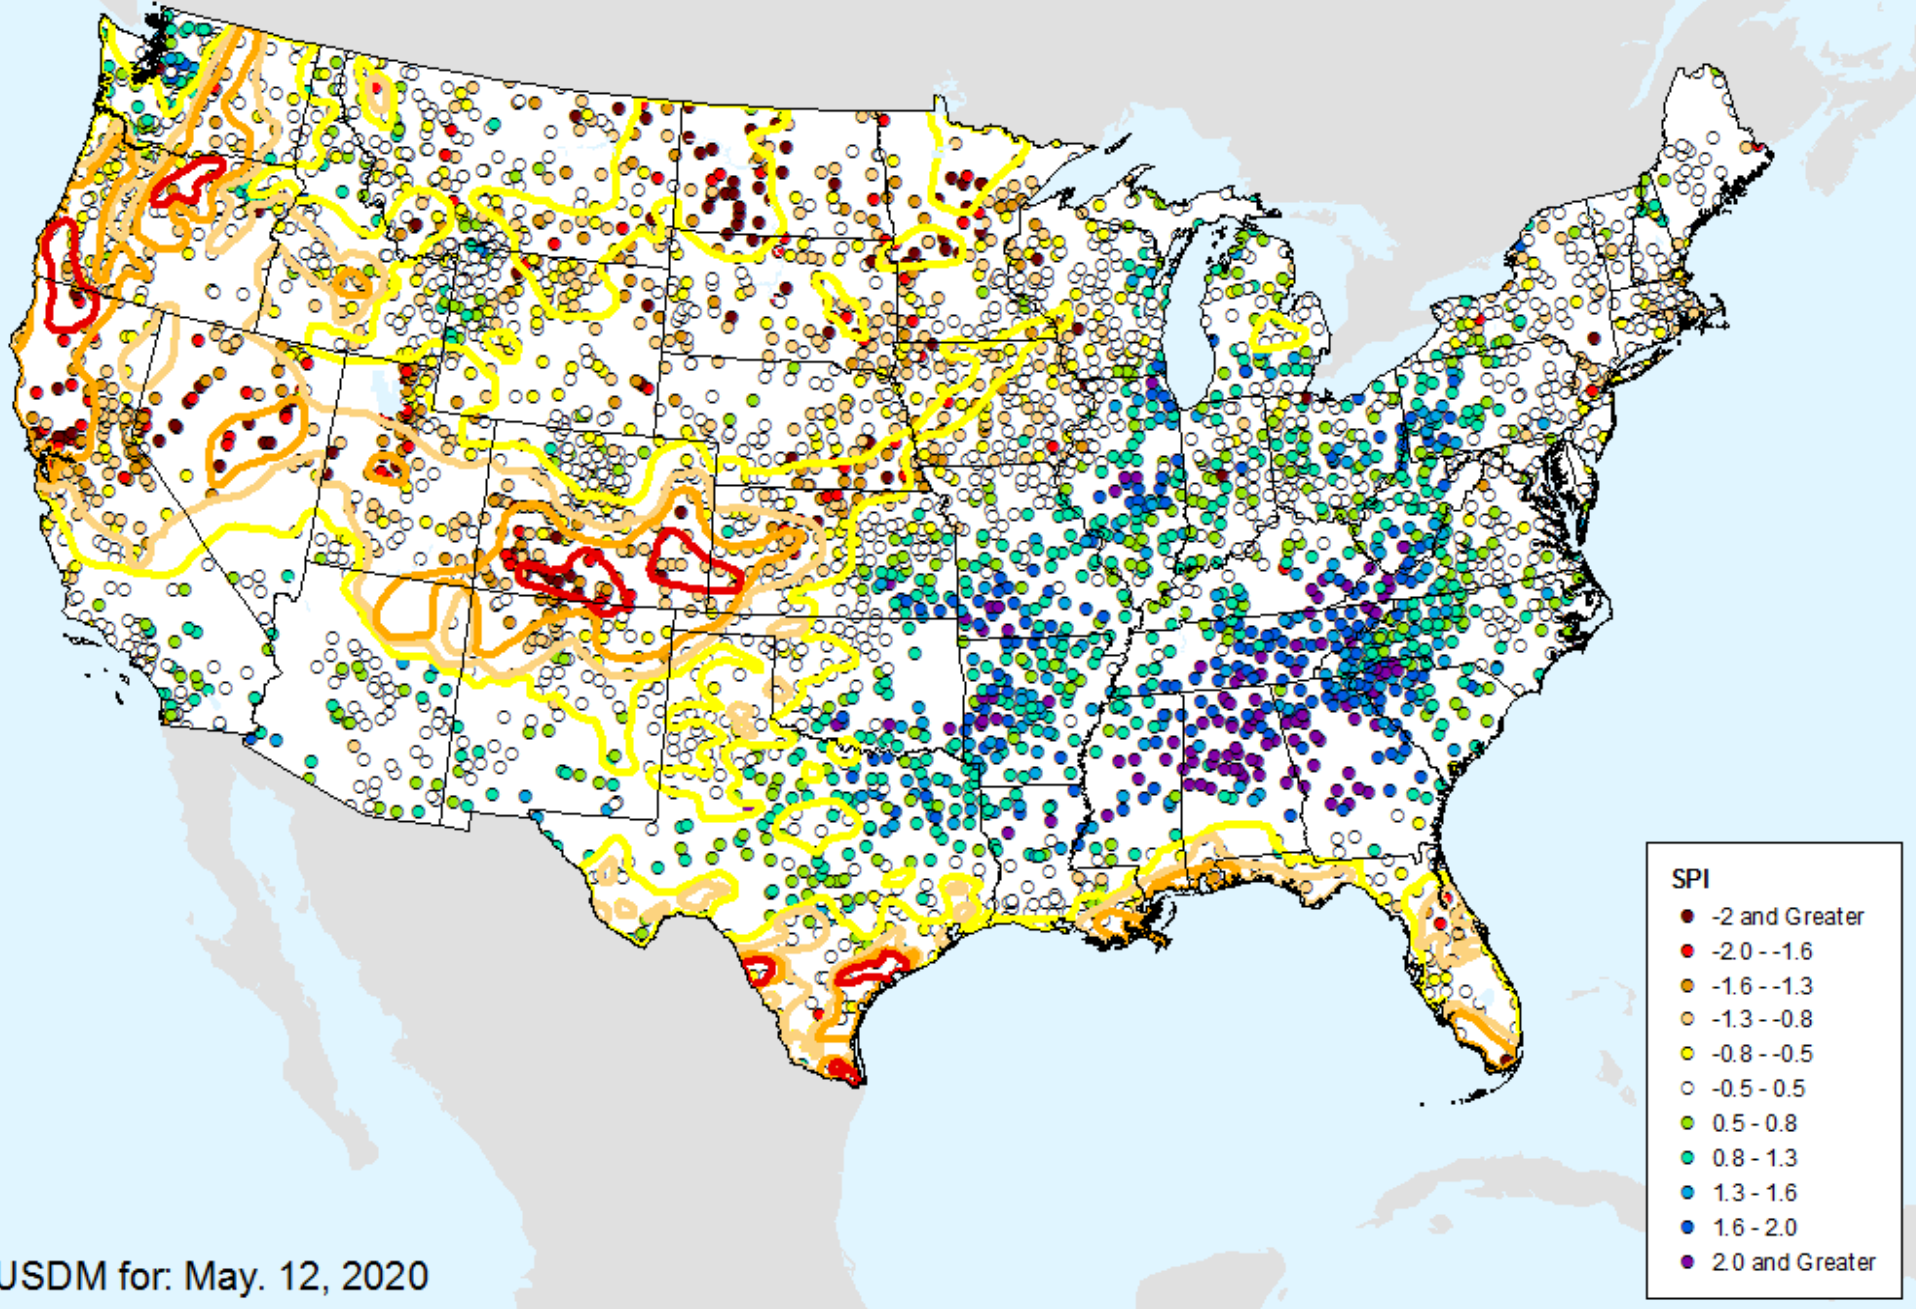 SPI
-2 and Greater
-2.0 - -1.6
-1.6 - -1.3
-1.3 - -0.8
-0.8 - -0.5
-0.5 - 0.5
0.5 - 0.8
0.8 - 1.3
1.3 - 1.6
1.6 - 2.0
2.0 and Greater
USDM for: May. 12, 2020